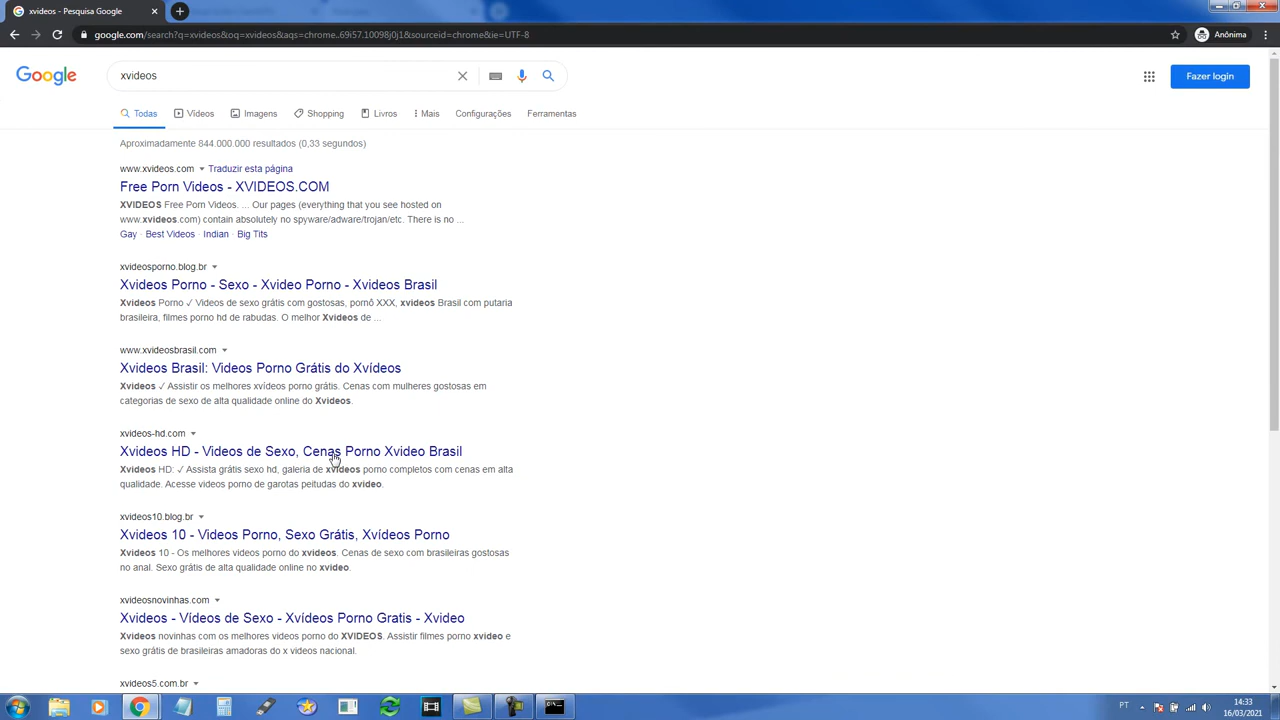 xvideos - Pesquisa Google
google.com/search?q=xvideos&oq=xvideos&aqs=chrome..69i57.10098j0j1&sourceid=chrome&ie=UTF-8
Anônima
Google
xvideos
Fazer login
Todas
Vídeos
Imagens
Shopping
Livros
Mais
Configurações
Ferramentas
Aproximadamente 844.000.000 resultados (0,33 segundos)
www.xvideos.com Traduzir esta página
Free Porn Videos - XVIDEOS.COM
XVIDEOS Free Porn Videos. ... Our pages (everything that you see hosted on
www.xvideos.com) contain absolutely no spyware/adware/trojan/etc. There is no ...
Gay · Best Videos · Indian · Big Tits
xvideosporno.blog.br
Xvideos Porno - Sexo - Xvideo Porno - Xvideos Brasil
Xvideos Porno ✓ Videos de sexo grátis com gostosas, pornô XXX, xvideos Brasil com putaria
brasileira, filmes porno hd de rabudas. O melhor Xvideos de ...
www.xvideosbrasil.com
Xvideos Brasil: Videos Porno Grátis do Xvídeos
Xvideos ✓ Assistir os melhores xvídeos porno grátis. Cenas com mulheres gostosas em
categorias de sexo de alta qualidade online do Xvideos.
xvideos-hd.com
Xvideos HD - Videos de Sexo, Cenas Porno Xvideo Brasil
Xvideos HD: ✓ Assista grátis sexo hd, galeria de xvideos porno completos com cenas em alta
qualidade. Acesse videos porno de garotas peitudas do xvideo.
xvideos10.blog.br
Xvideos 10 - Videos Porno, Sexo Grátis, Xvídeos Porno
Xvideos 10 - Os melhores videos porno do xvideos. Cenas de sexo com brasileiras gostosas
no anal. Sexo grátis de alta qualidade online no xvideo.
xvideosnovinhas.com
Xvideos - Vídeos de Sexo - Xvídeos Porno Gratis - Xvideo
Xvideos novinhas com os melhores videos porno do XVIDEOS. Assistir filmes porno xvideo e
sexo grátis de brasileiras amadoras do x videos nacional.
xvideos5.com.br
PT
14:33
16/03/2021